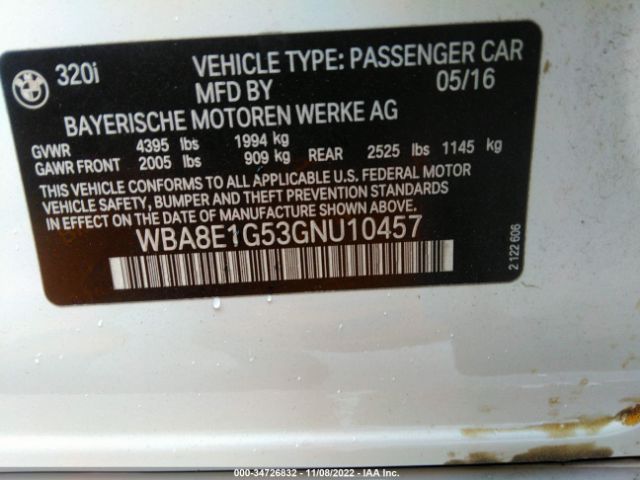 320i VEHICLE TYPE: PASSENGER CAR
MFD BY 05/16
BAYERISCHE MOTOREN WERKE AG
GVWR 4395 lbs 1994 kg
GAWR FRONT 2005 lbs 909 kg REAR 2525 lbs 1145 kg
THIS VEHICLE CONFORMS TO ALL APPLICABLE U.S. FEDERAL MOTOR
VEHICLE SAFETY, BUMPER AND THEFT PREVENTION STANDARDS
IN EFFECT ON THE DATE OF MANUFACTURE SHOWN ABOVE.
WBA8E1G53GNU10457
2 122 606
000-34726832 - 11/08/2022 - IAA Inc.